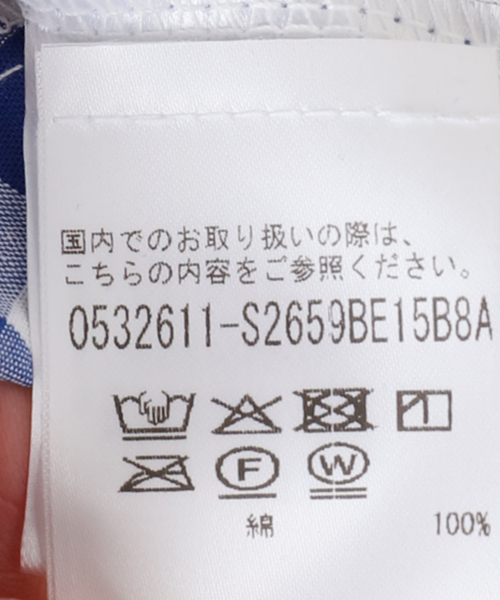 国内でのお取り扱いの際は、
こちらの内容をご参照ください。
0532611-S2659BE15B8A
F W
綿 100%